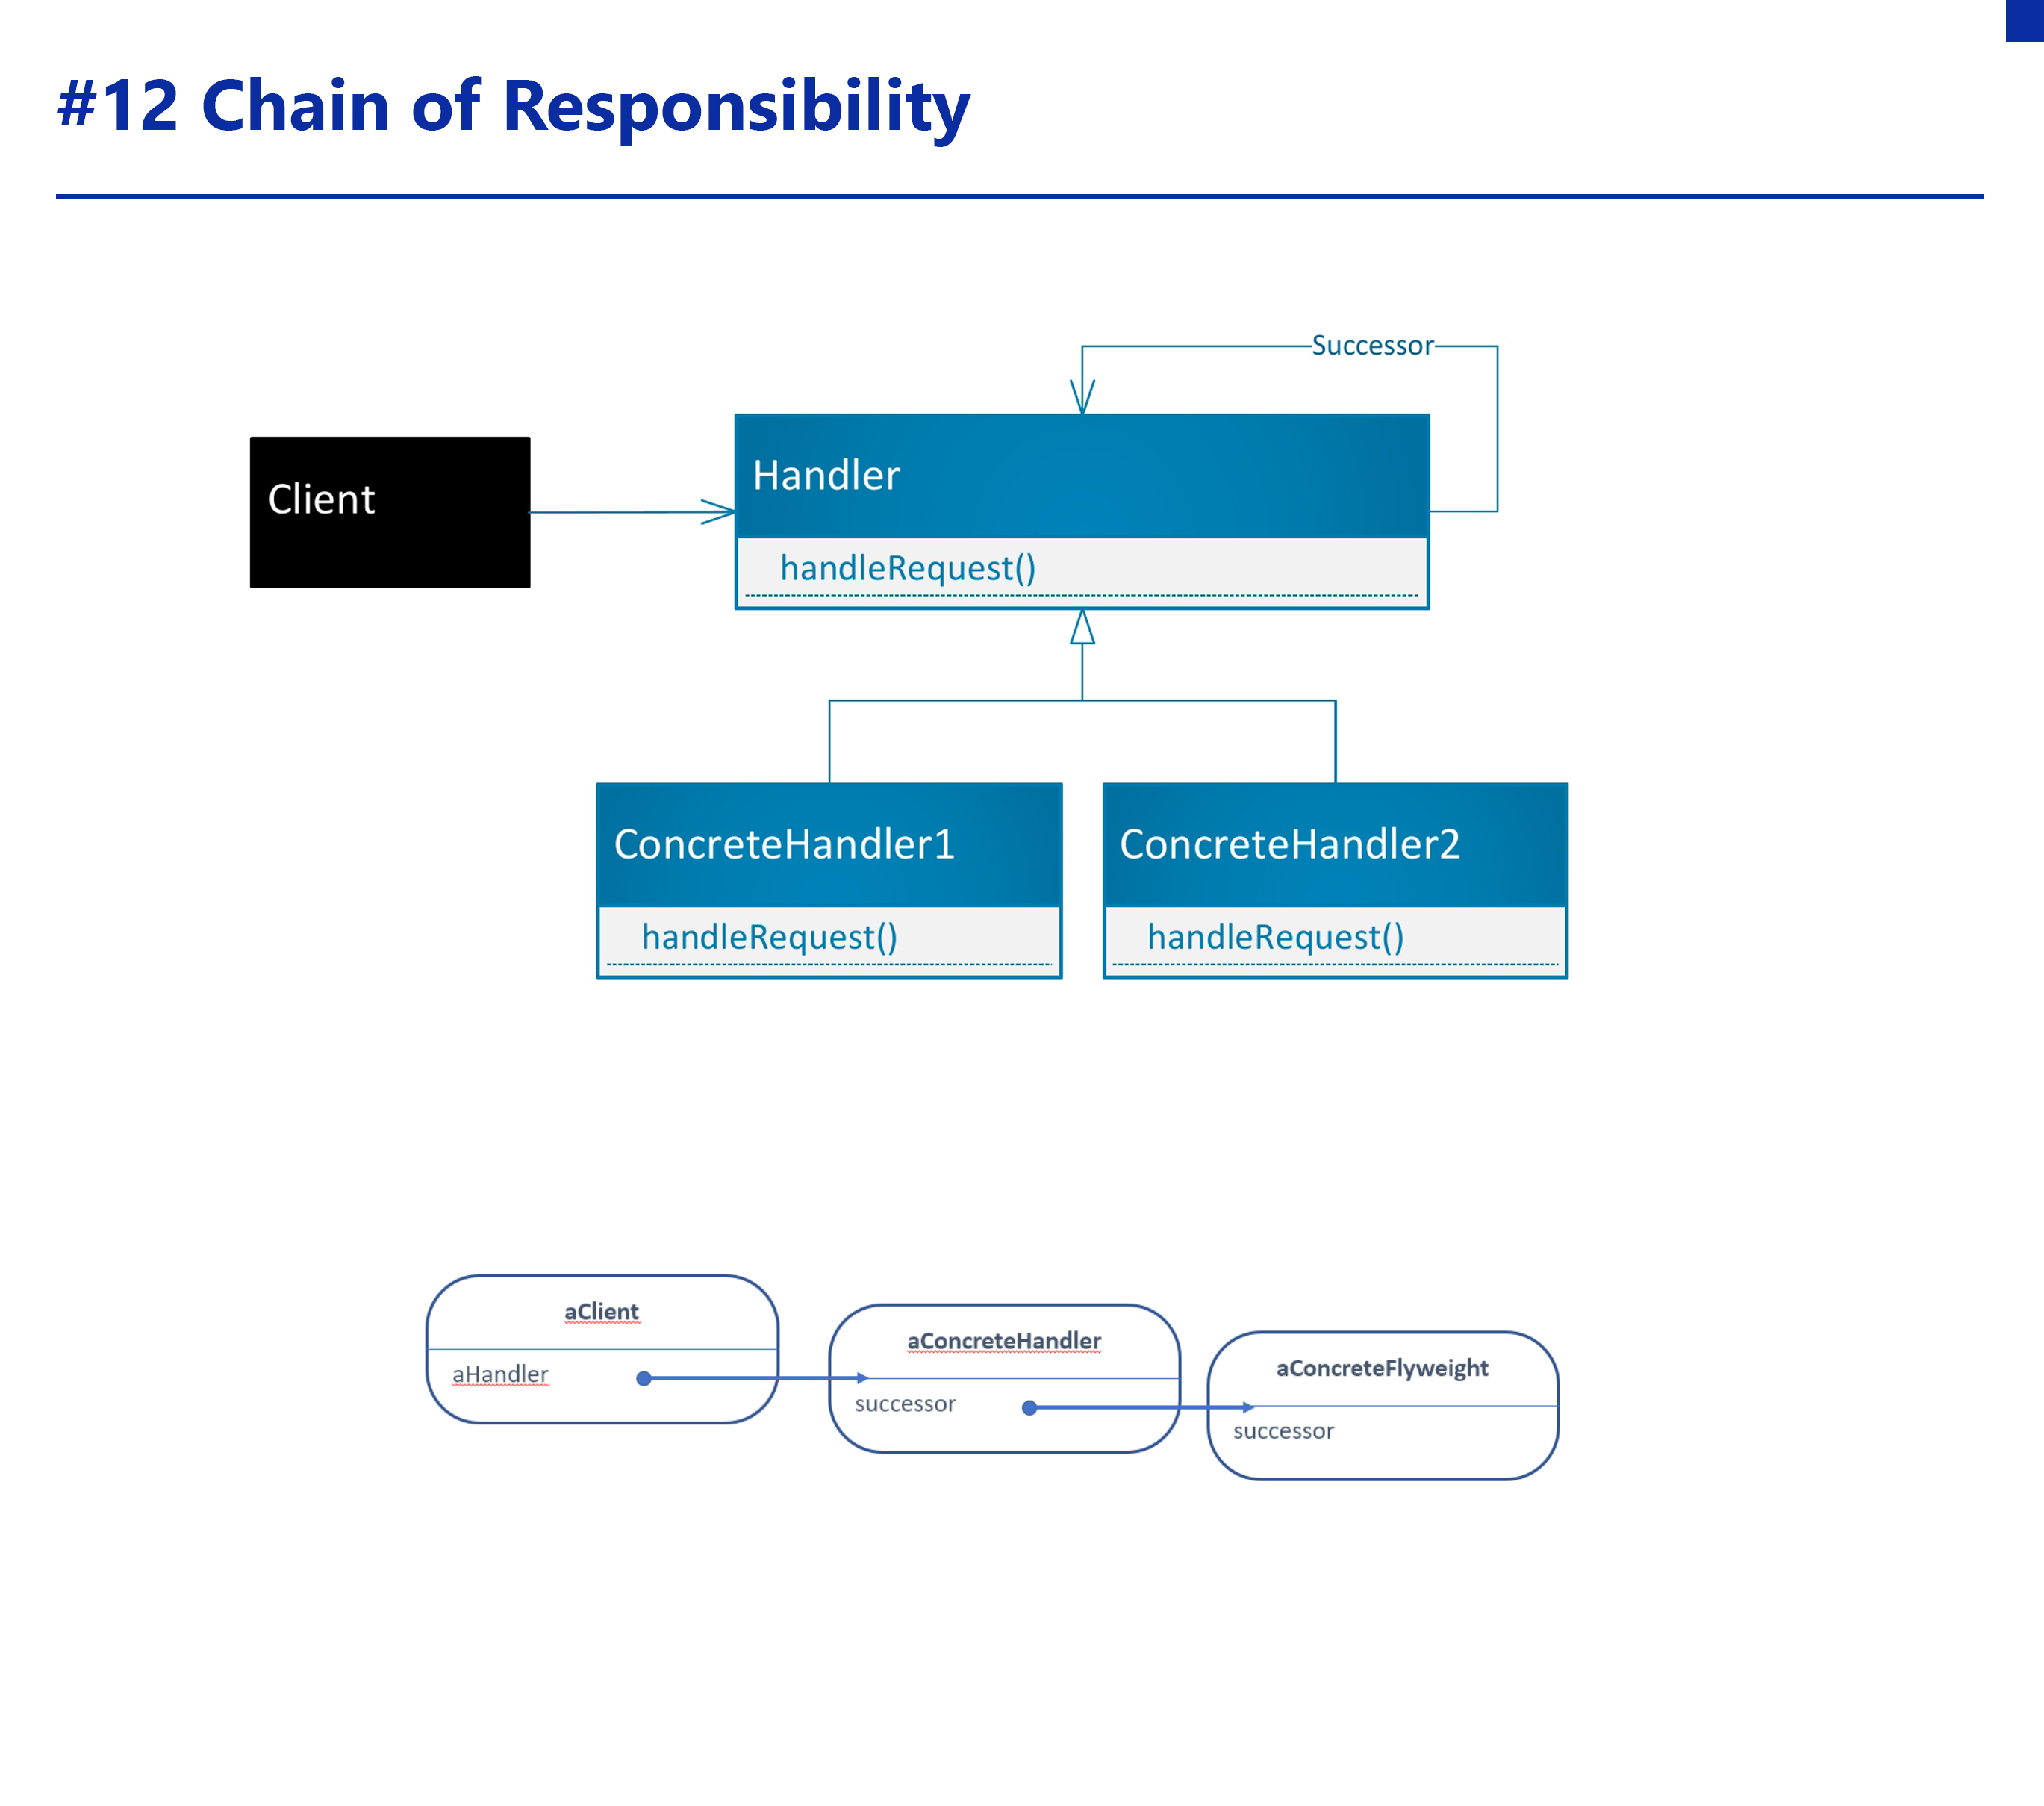 #12 Chain of Responsibility
Successor
Client
Handler
handleRequest()
ConcreteHandler1
ConcreteHandler2
handleRequest()
handleRequest()
aClient
aHandler
aConcreteHandler
successor
aConcreteFlyweight
successor